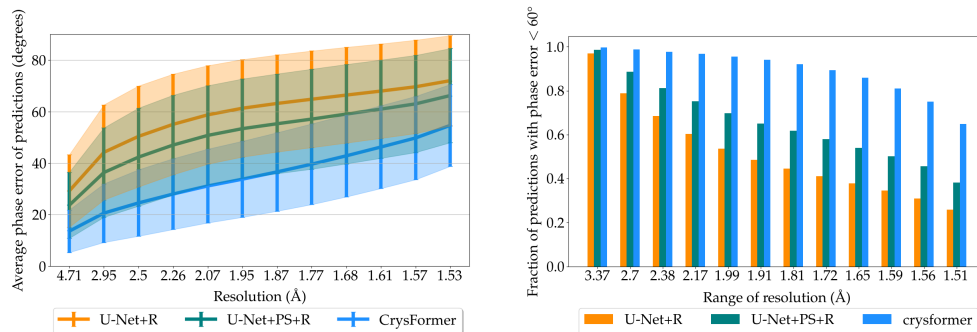 Average phase error of predictions (degrees)
80
60
40
20
0
4.71 2.95 2.5 2.26 2.07 1.95 1.87 1.77 1.68 1.61 1.57 1.53
Resolution (Å)
U-Net+R U-Net+PS+R CrysFormer
Fraction of predictions with phase error < 60°
1.0
0.8
0.6
0.4
0.2
0.0
3.37 2.7 2.38 2.17 1.99 1.91 1.81 1.72 1.65 1.59 1.56 1.51
Range of resolution (Å)
U-Net+R U-Net+PS+R crysformer